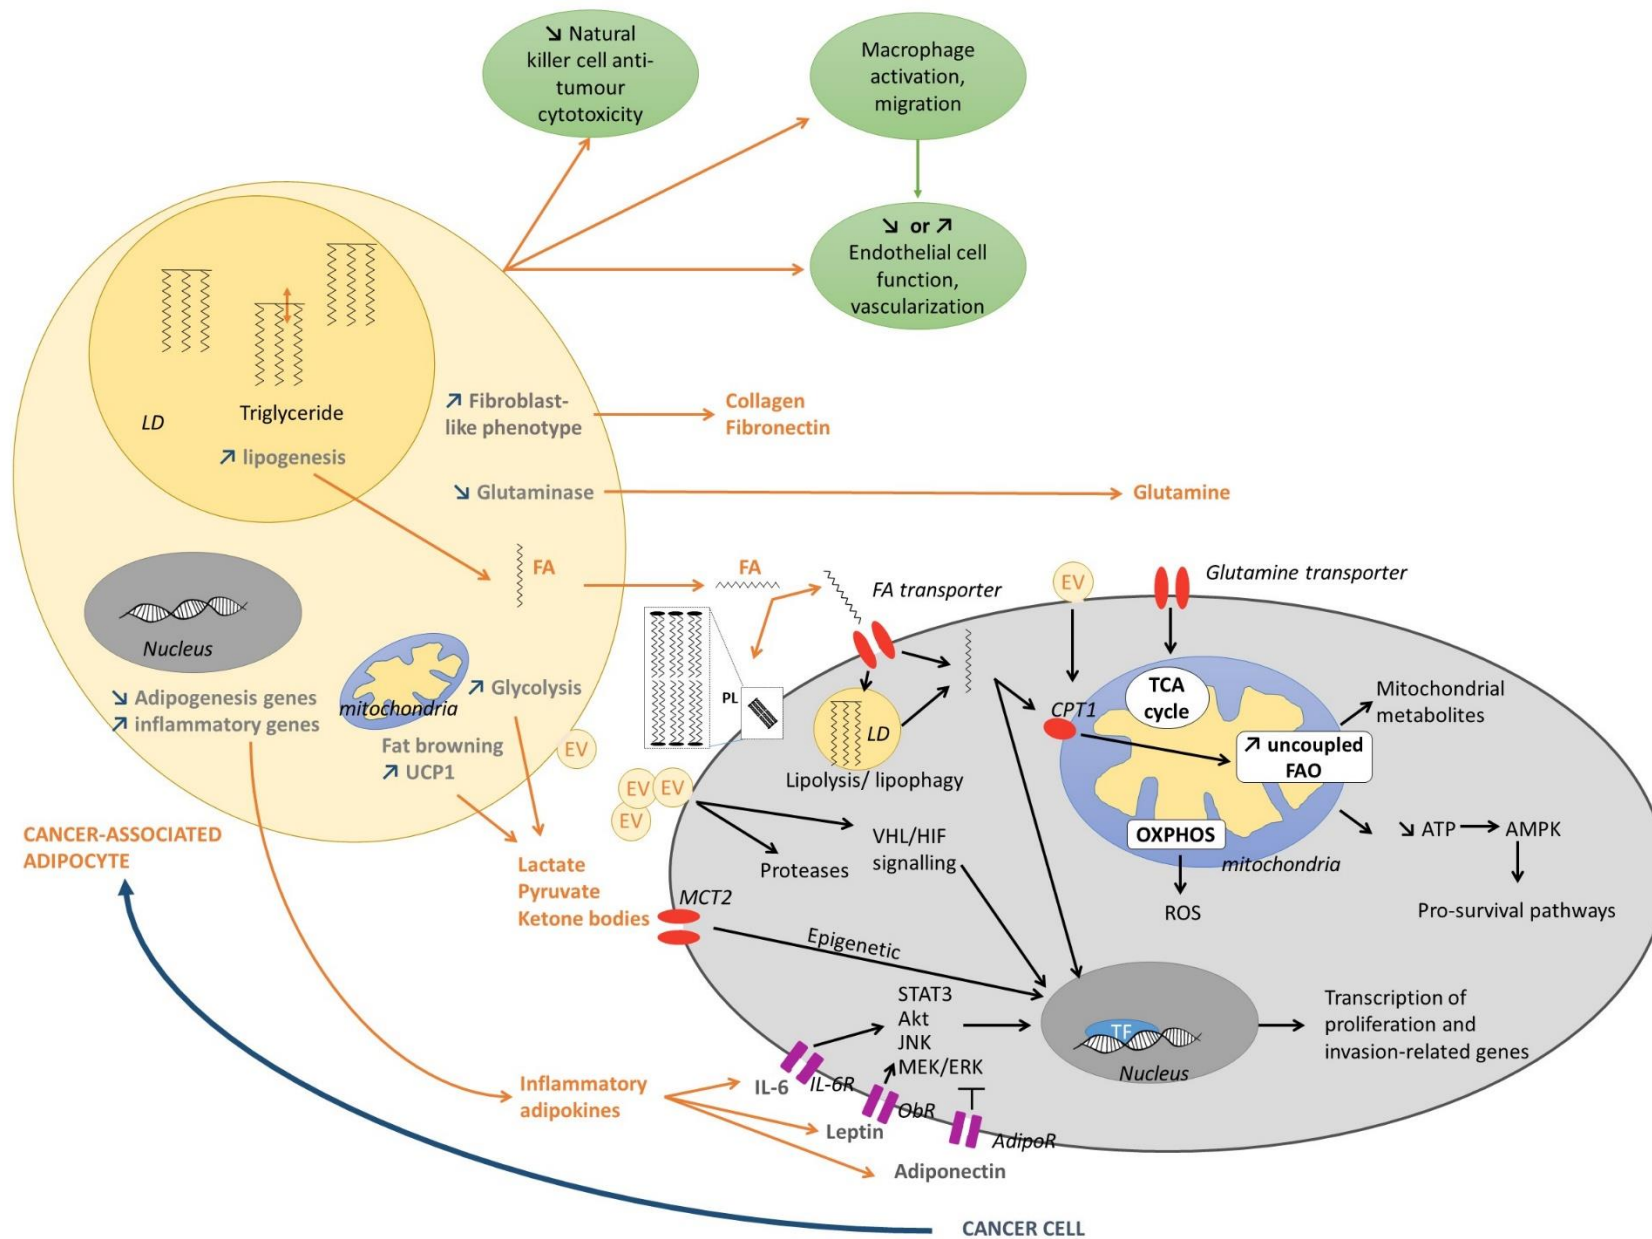 ↘ Natural
killer cell anti-
tumour
cytotoxicity
Macrophage
activation,
migration
↘ or ↗
Endothelial cell
function,
vascularization
Triglyceride
LD
↗ lipogenesis
↗ Fibroblast-
like phenotype
Collagen
Fibronectin
↘ Glutaminase
Glutamine
FA
FA
FA transporter
EV
Glutamine transporter
Nucleus
↘ Adipogenesis genes
↗ inflammatory genes
mitochondria
↗ Glycolysis
Fat browning
↗ UCP1
EV
PL
LD
Lipolysis/ lipophagy
CPT1
TCA
cycle
↗ uncoupled
FAO
OXPHOS
mitochondria
Mitochondrial
metabolites
↘ ATP
AMPK
Pro-survival pathways
ROS
EV
EV
EV
VHL/HIF
signalling
Proteases
CANCER-ASSOCIATED
ADIPOCYTE
Lactate
Pyruvate
Ketone bodies
MCT2
Epigenetic
STAT3
Akt
JNK
MEK/ERK
TF
Nucleus
Transcription of
proliferation and
invasion-related genes
Inflammatory
adipokines
IL-6
IL-6R
Leptin
ObR
Adiponectin
AdipoR
CANCER CELL